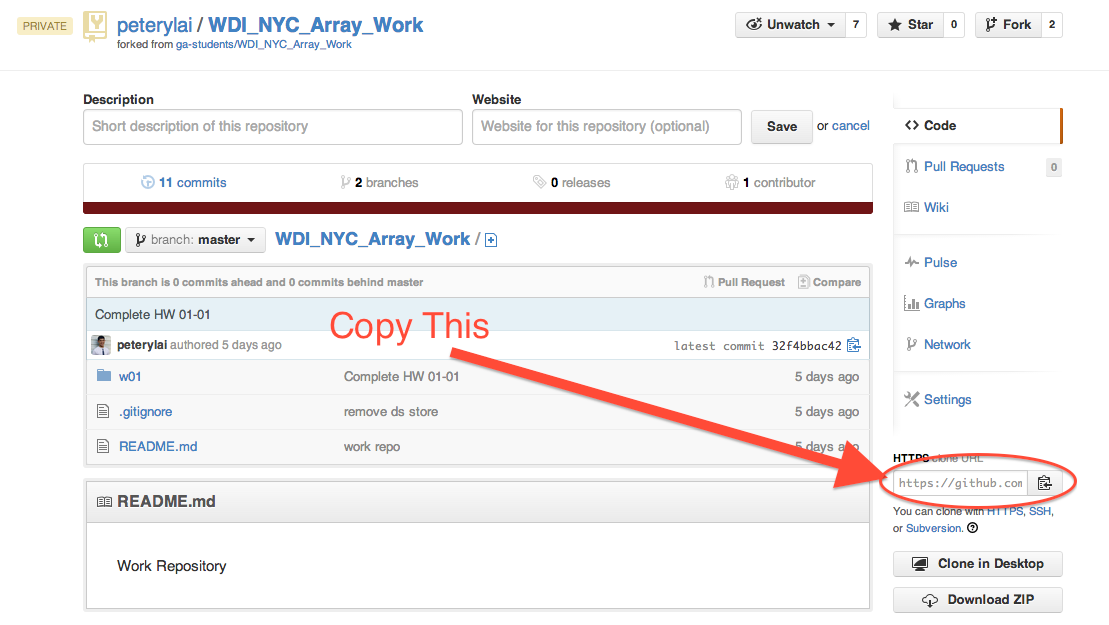 PRIVATE
peterylai / WDI_NYC_Array_Work
forked from ga-students/WDI_NYC_Array_Work
Unwatch 7
Star 0
Fork 2
Description
Short description of this repository
Website
Website for this repository (optional)
Save or cancel
11 commits
2 branches
0 releases
1 contributor
branch: master
WDI_NYC_Array_Work /
This branch is 0 commits ahead and 0 commits behind master
Pull Request
Compare
Complete HW 01-01
peterylai authored 5 days ago
latest commit 32f4bbac42
w01 Complete HW 01-01 5 days ago
.gitignore remove ds store 5 days ago
README.md work repo 5 days ago
Copy This
README.md
Work Repository
Code
Pull Requests 0
Wiki
Pulse
Graphs
Network
Settings
HTTPS clone URL
https://github.com
You can clone with HTTPS, SSH,
or Subversion.
Clone in Desktop
Download ZIP